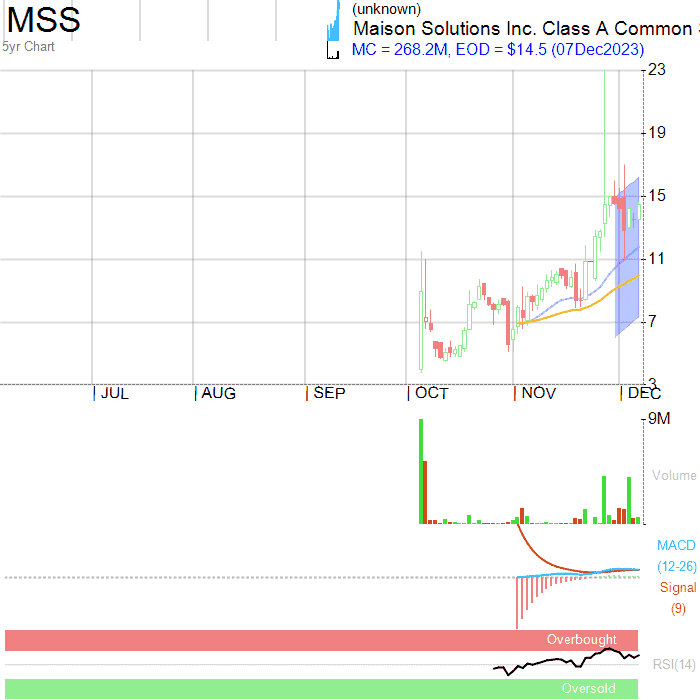 MSS
5yr Chart
(unknown)
Maison Solutions Inc. Class A Common
MC = 268.2M, EOD = $14.5 (07Dec2023)
23
19
15
11
7
3
JUL AUG SEP OCT NOV DEC
9M
Volume
MACD
(12-26)
Signal
(9)
Overbought
RSI(14)
Oversold